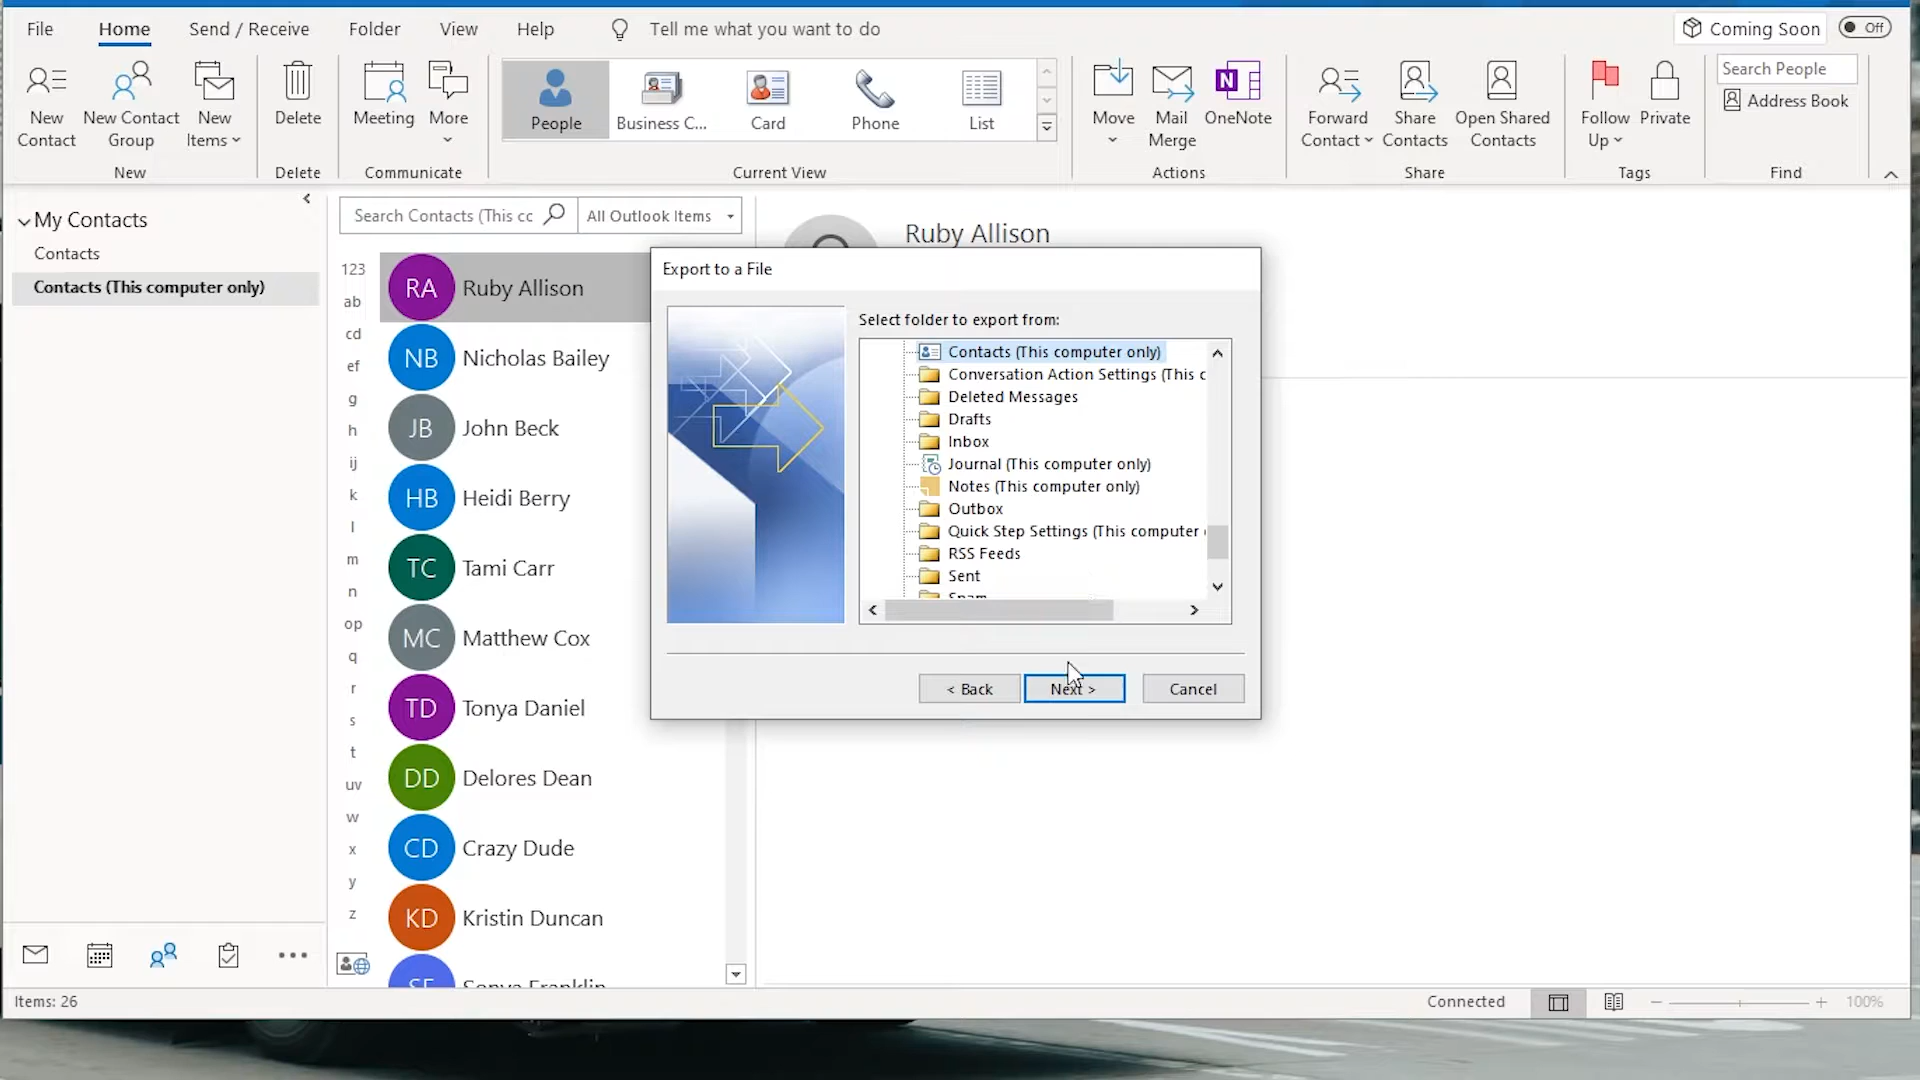 File Home Send / Receive Folder View Help Tell me what you want to do Coming Soon Off
New Contact
New Contact Group
New Items
Delete
Meeting
More
People
Business C...
Card
Phone
List
Move
Mail Merge
OneNote
Forward Contact
Share Contacts
Open Shared Contacts
Follow Up
Private
Search People
Address Book
New Delete Communicate Current View Actions Share Tags Find
My Contacts
Contacts
Contacts (This computer only)
Search Contacts (This cc
All Outlook Items
123
ab
cd
ef
g
h
ij
k
l
m
n
op
q
r
s
t
uv
w
x
y
z
RA Ruby Allison
NB Nicholas Bailey
JB John Beck
HB Heidi Berry
TC Tami Carr
MC Matthew Cox
TD Tonya Daniel
DD Delores Dean
CD Crazy Dude
KD Kristin Duncan
SF Sonya Franklin
Ruby Allison
Export to a File
Select folder to export from:
Contacts (This computer only)
Conversation Action Settings (This c
Deleted Messages
Drafts
Inbox
Journal (This computer only)
Notes (This computer only)
Outbox
Quick Step Settings (This computer
RSS Feeds
Sent
Spam
< Back
Next >
Cancel
Items: 26
Connected
100%